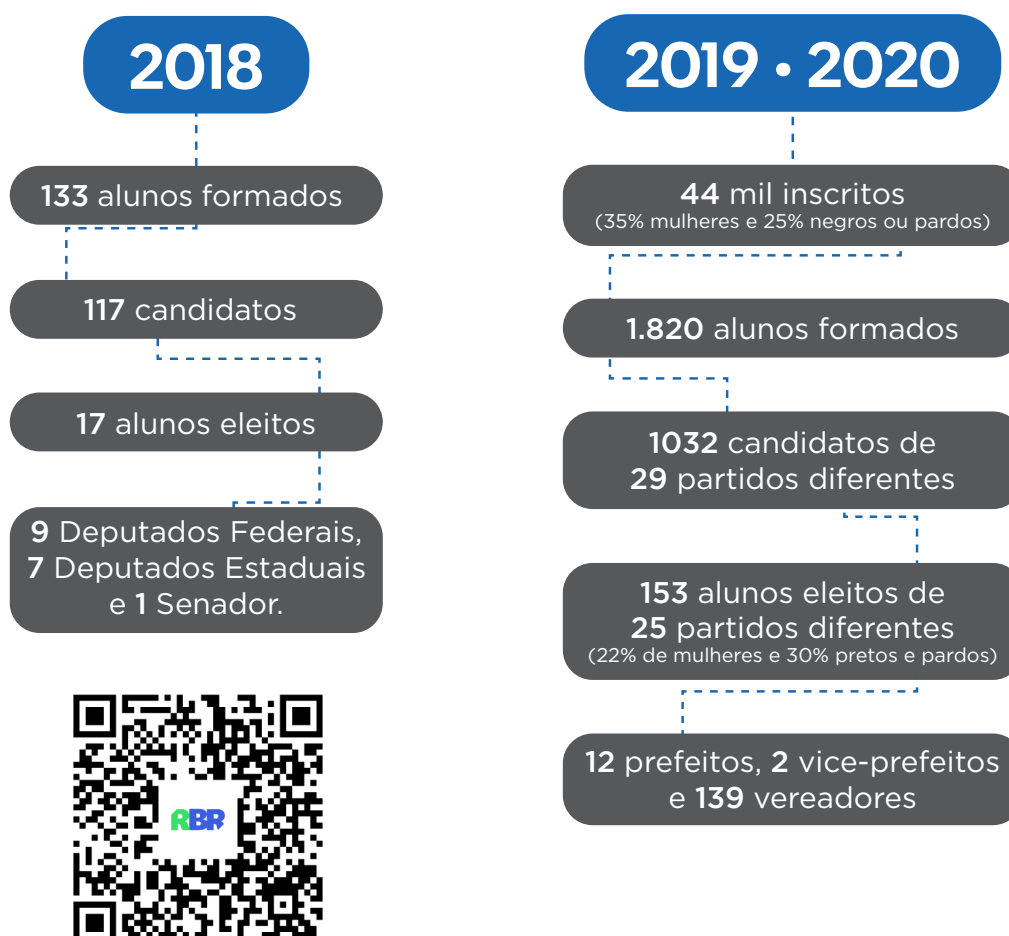 2018
133 alunos formados
117 candidatos
17 alunos eleitos
9 Deputados Federais,
7 Deputados Estaduais
e 1 Senador.
RBR
2019 • 2020
44 mil inscritos
(35% mulheres e 25% negros ou pardos)
1.820 alunos formados
1032 candidatos de
29 partidos diferentes
153 alunos eleitos de
25 partidos diferentes
(22% de mulheres e 30% pretos e pardos)
12 prefeitos, 2 vice-prefeitos
e 139 vereadores